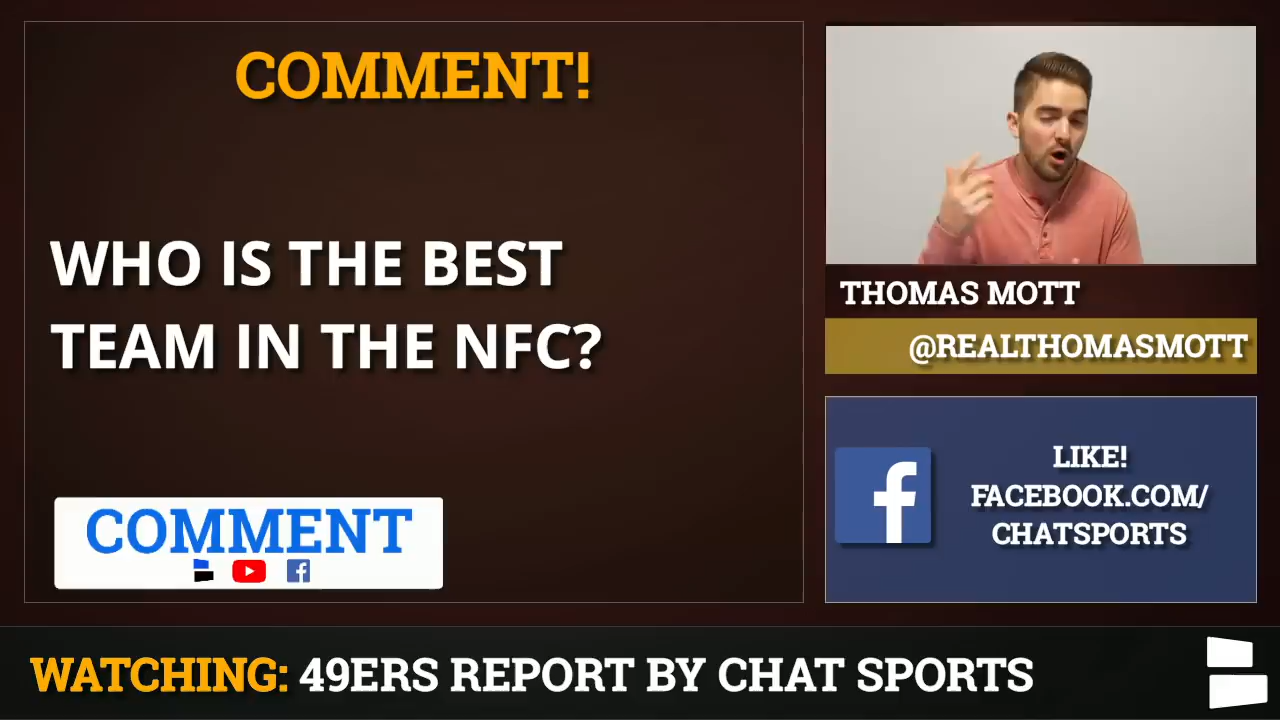 COMMENT!
WHO IS THE BEST
TEAM IN THE NFC?
COMMENT
THOMAS MOTT
@REALTHOMASMOTT
LIKE!
FACEBOOK.COM/
CHATSPORTS
WATCHING: 49ERS REPORT BY CHAT SPORTS